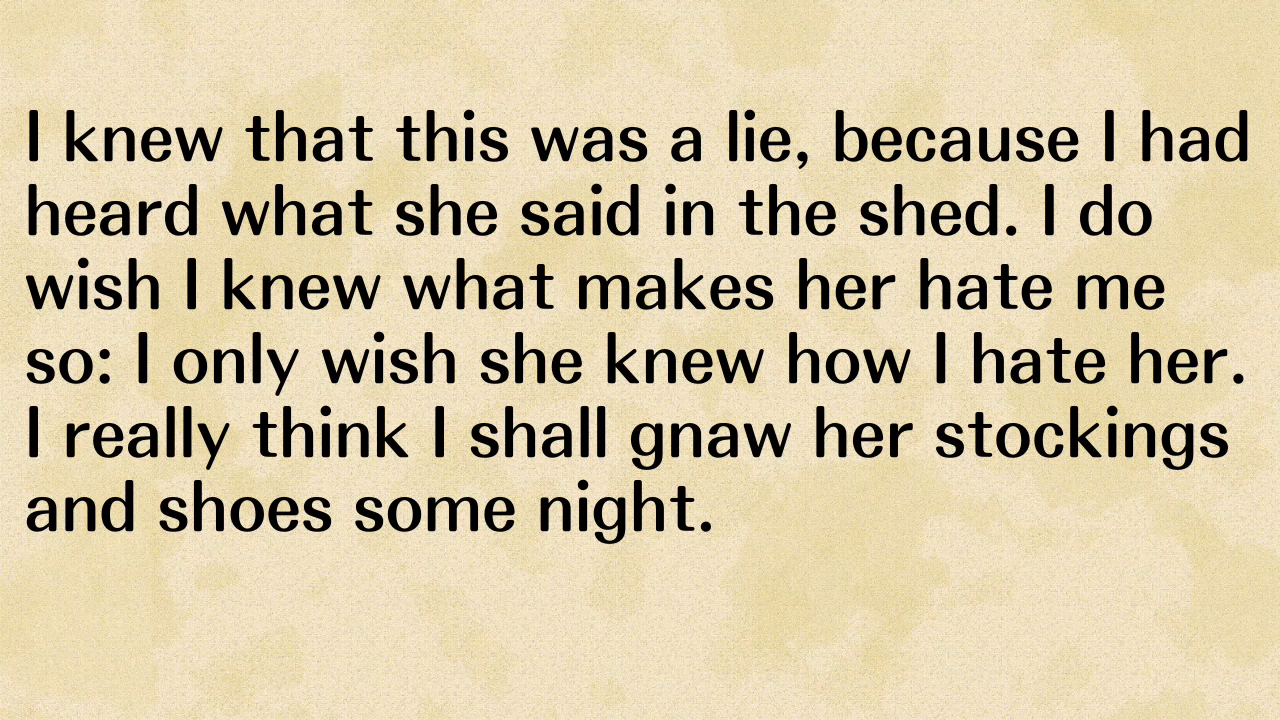 I knew that this was a lie, because I had
heard what she said in the shed. I do
wish I knew what makes her hate me
so: I only wish she knew how I hate her.
I really think I shall gnaw her stockings
and shoes some night.